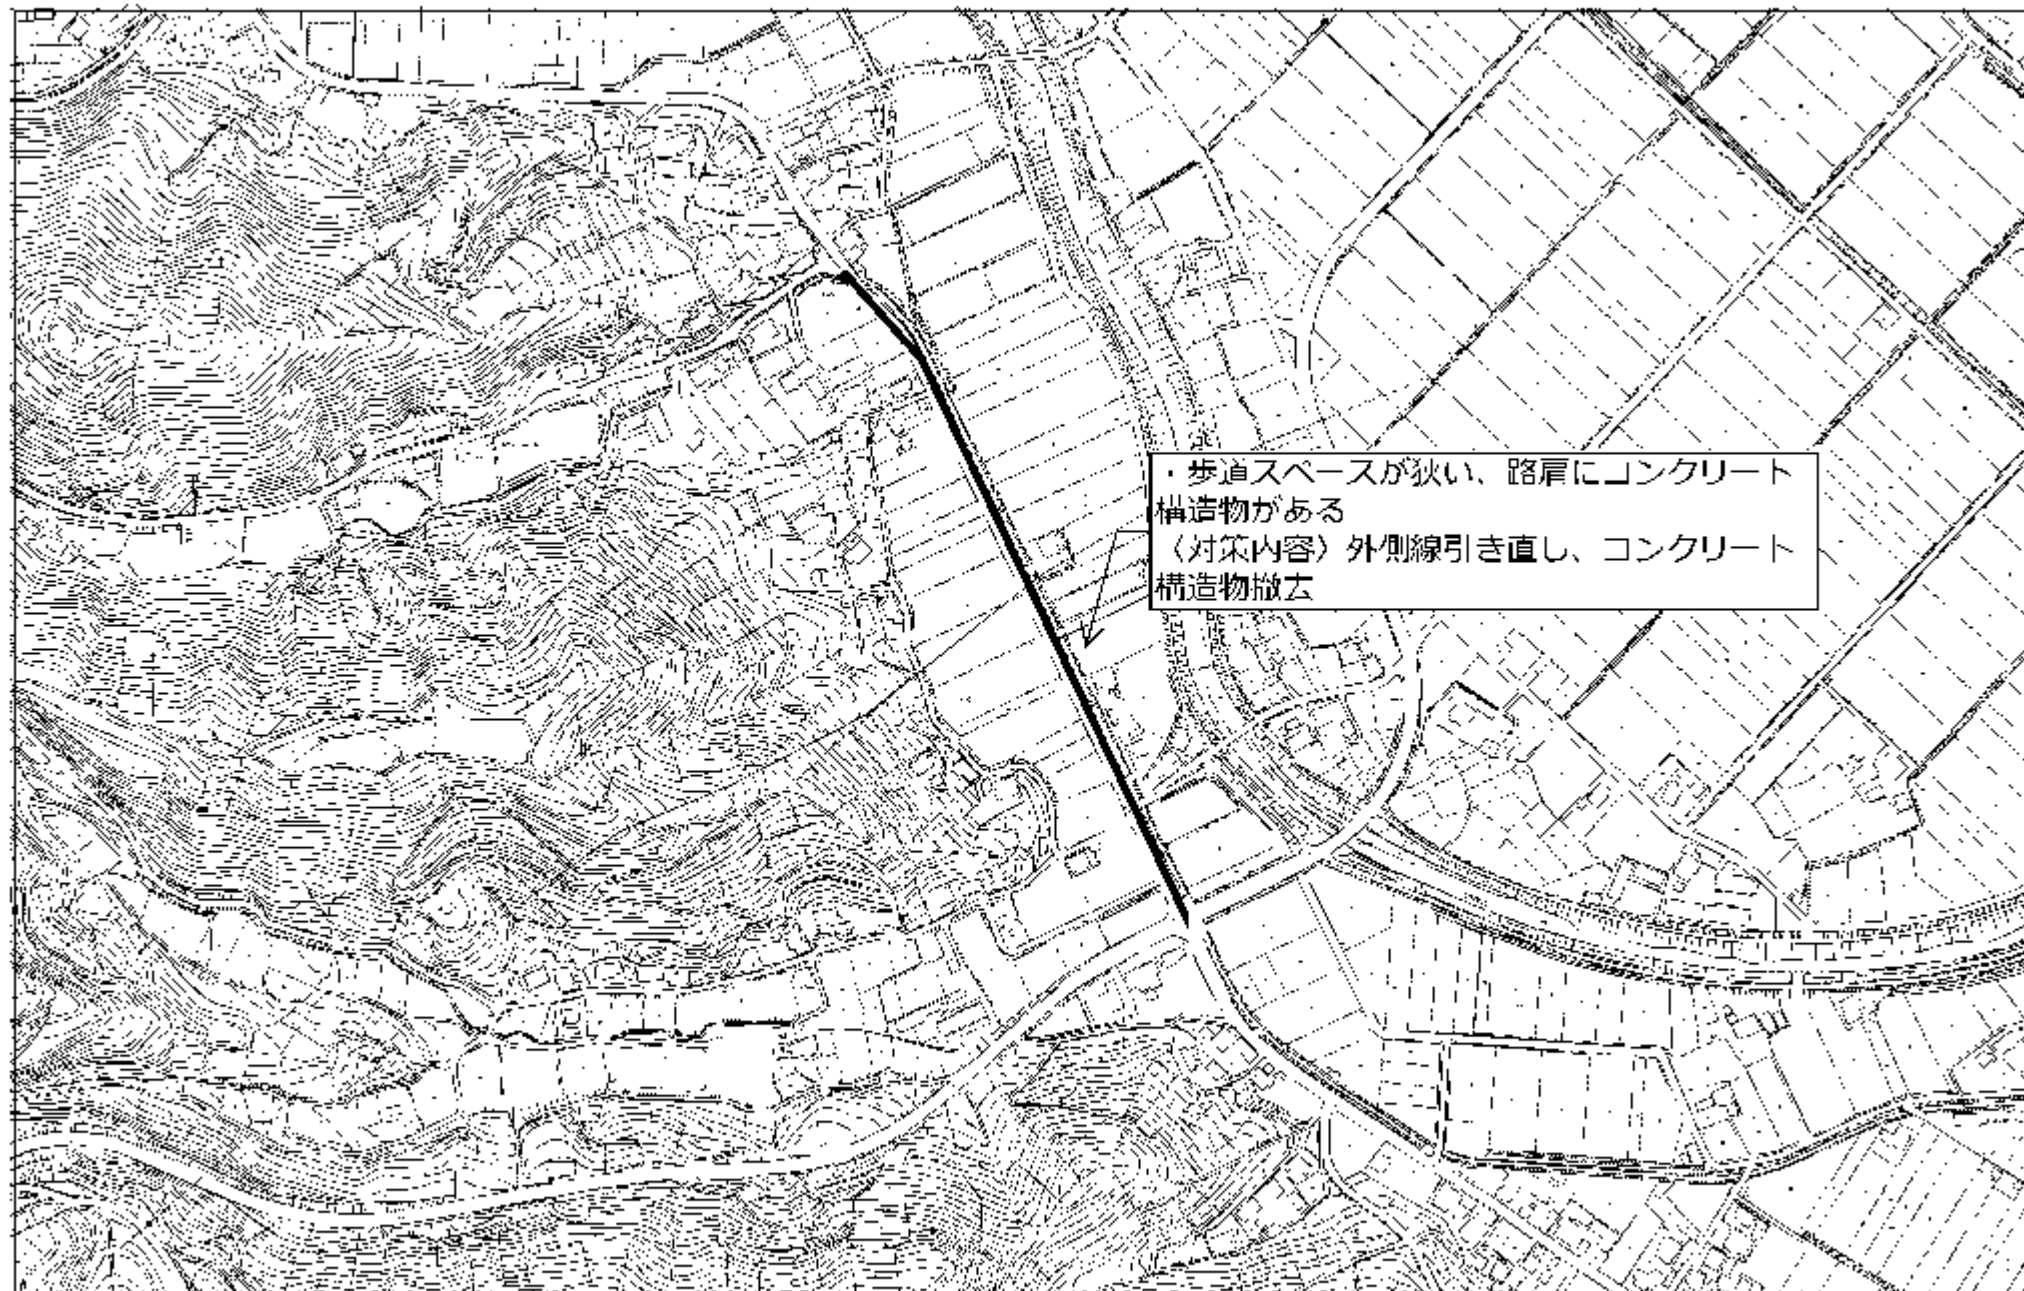 ・歩道スペースが狭い、路肩にコンクリート
構造物がある
（対策内容）外側線引き直し、コンクリート
構造物撤去